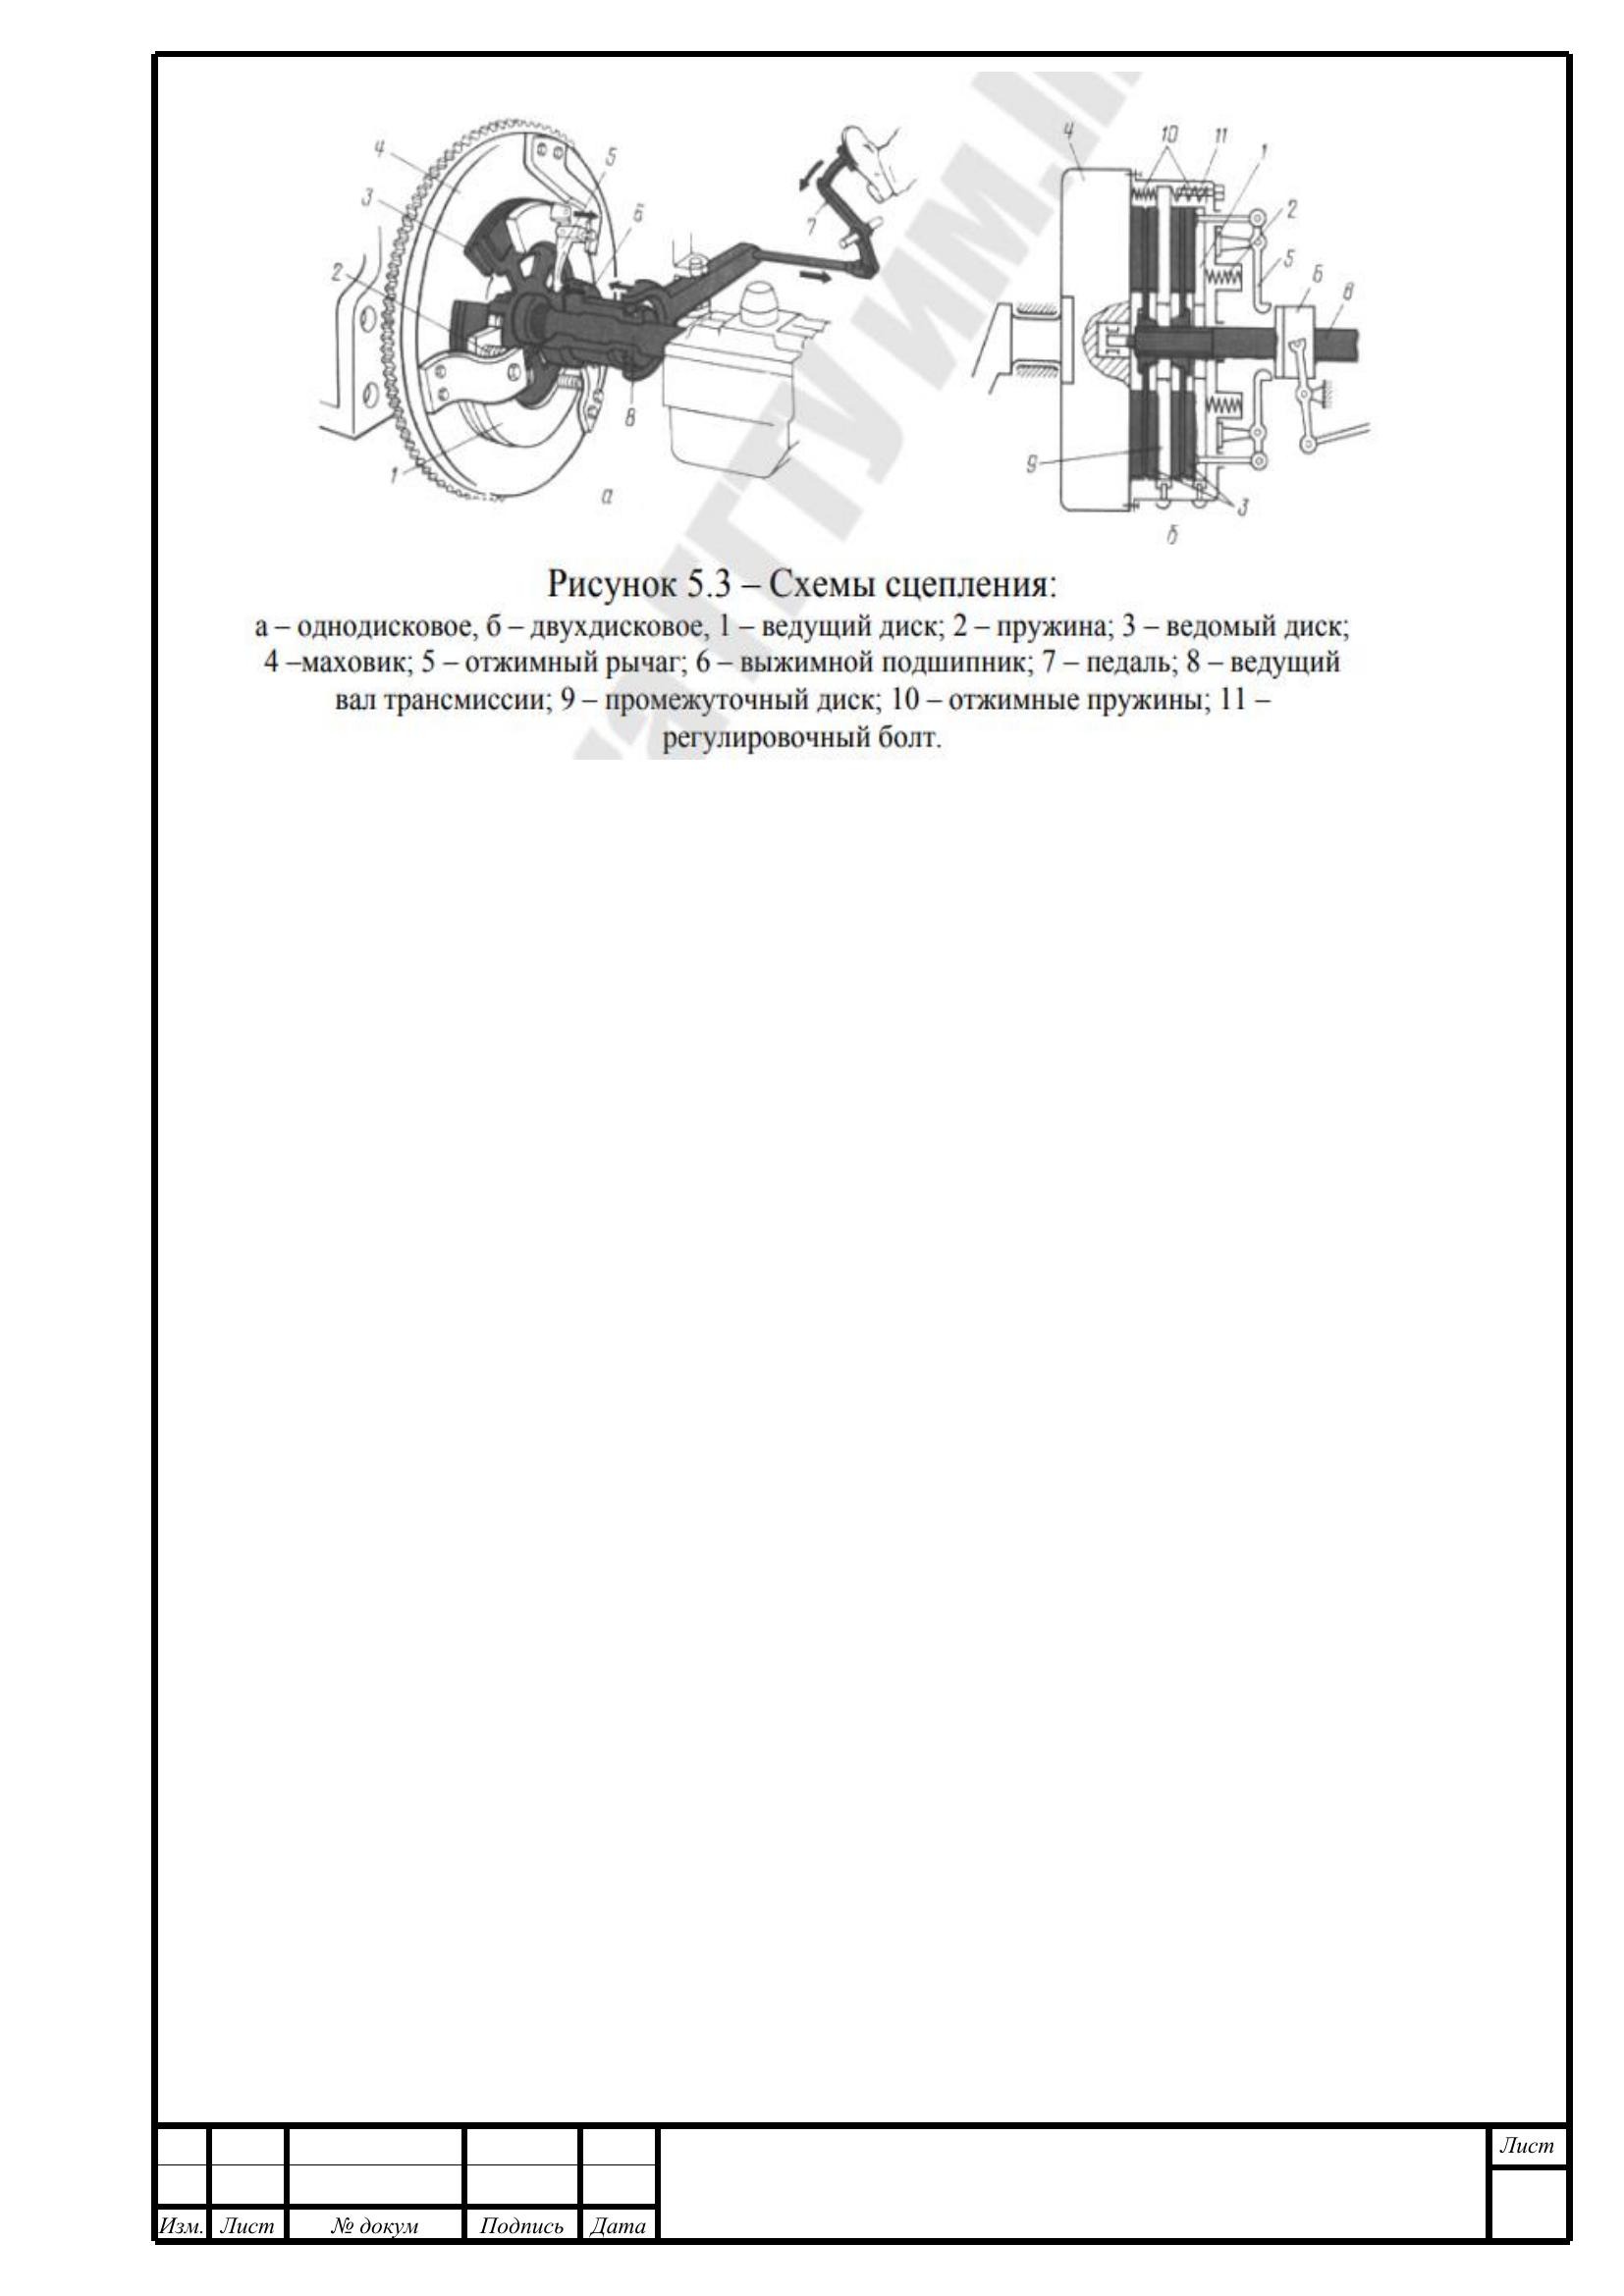 4
5
3
6
7
2
8
1
а
4
10
11
1
2
5
6
8
9
3
б
ГГТУ им.
Рисунок 5.3 – Схемы сцепления:
а – однодисковое, б – двухдисковое, 1 – ведущий диск; 2 – пружина; 3 – ведомый диск;
4 –маховик; 5 – отжимный рычаг; 6 – выжимной подшипник; 7 – педаль; 8 – ведущий
вал трансмиссии; 9 – промежуточный диск; 10 – отжимные пружины; 11 –
регулировочный болт.
Лист
Изм. Лист № докум Подпись Дата